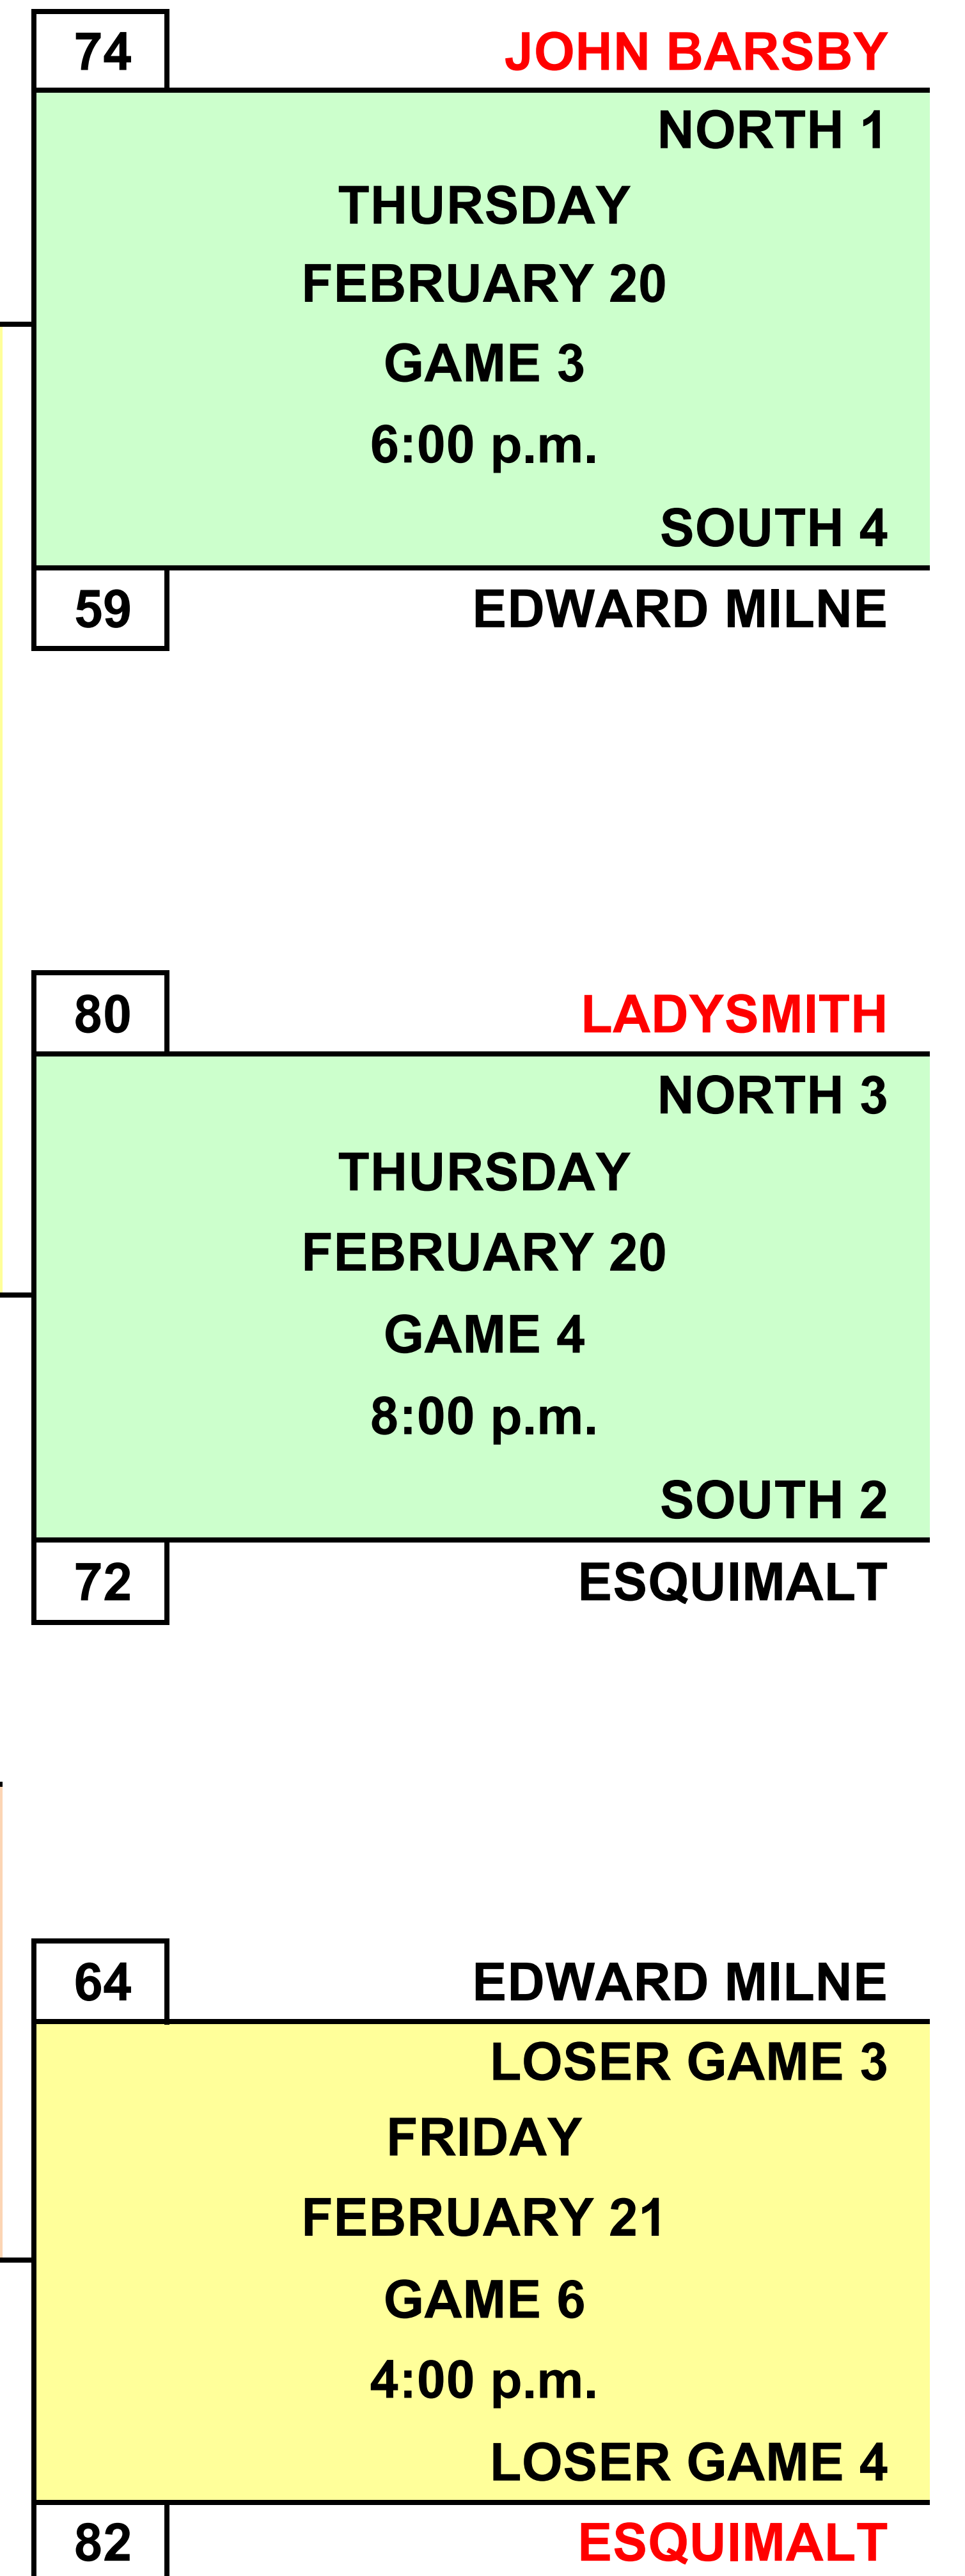 74 JOHN BARSBY
NORTH 1
THURSDAY
FEBRUARY 20
GAME 3
6:00 p.m.
SOUTH 4
59 EDWARD MILNE
80 LADYSMITH
NORTH 3
THURSDAY
FEBRUARY 20
GAME 4
8:00 p.m.
SOUTH 2
72 ESQUIMALT
64 EDWARD MILNE
LOSER GAME 3
FRIDAY
FEBRUARY 21
GAME 6
4:00 p.m.
LOSER GAME 4
82 ESQUIMALT